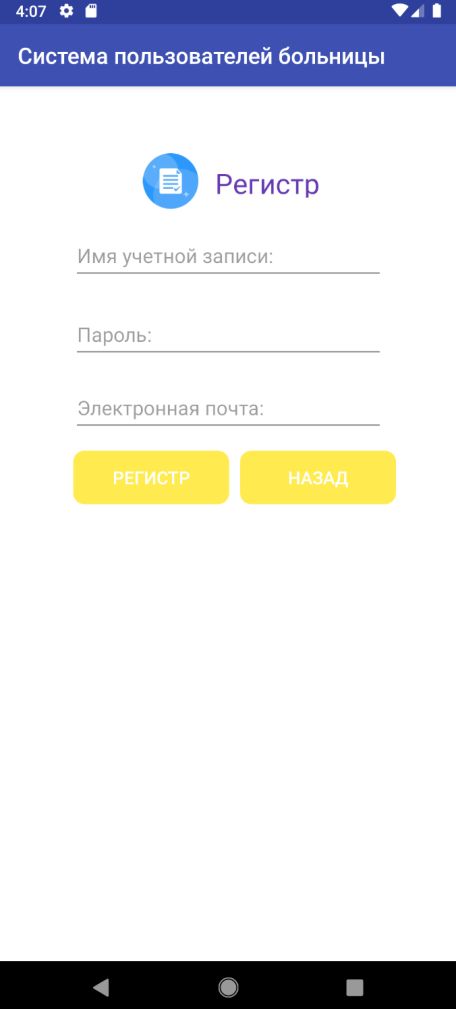 4:07
Система пользователей больницы
Регистр
Имя учетной записи:
Пароль:
Электронная почта:
РЕГИСТР
НАЗАД